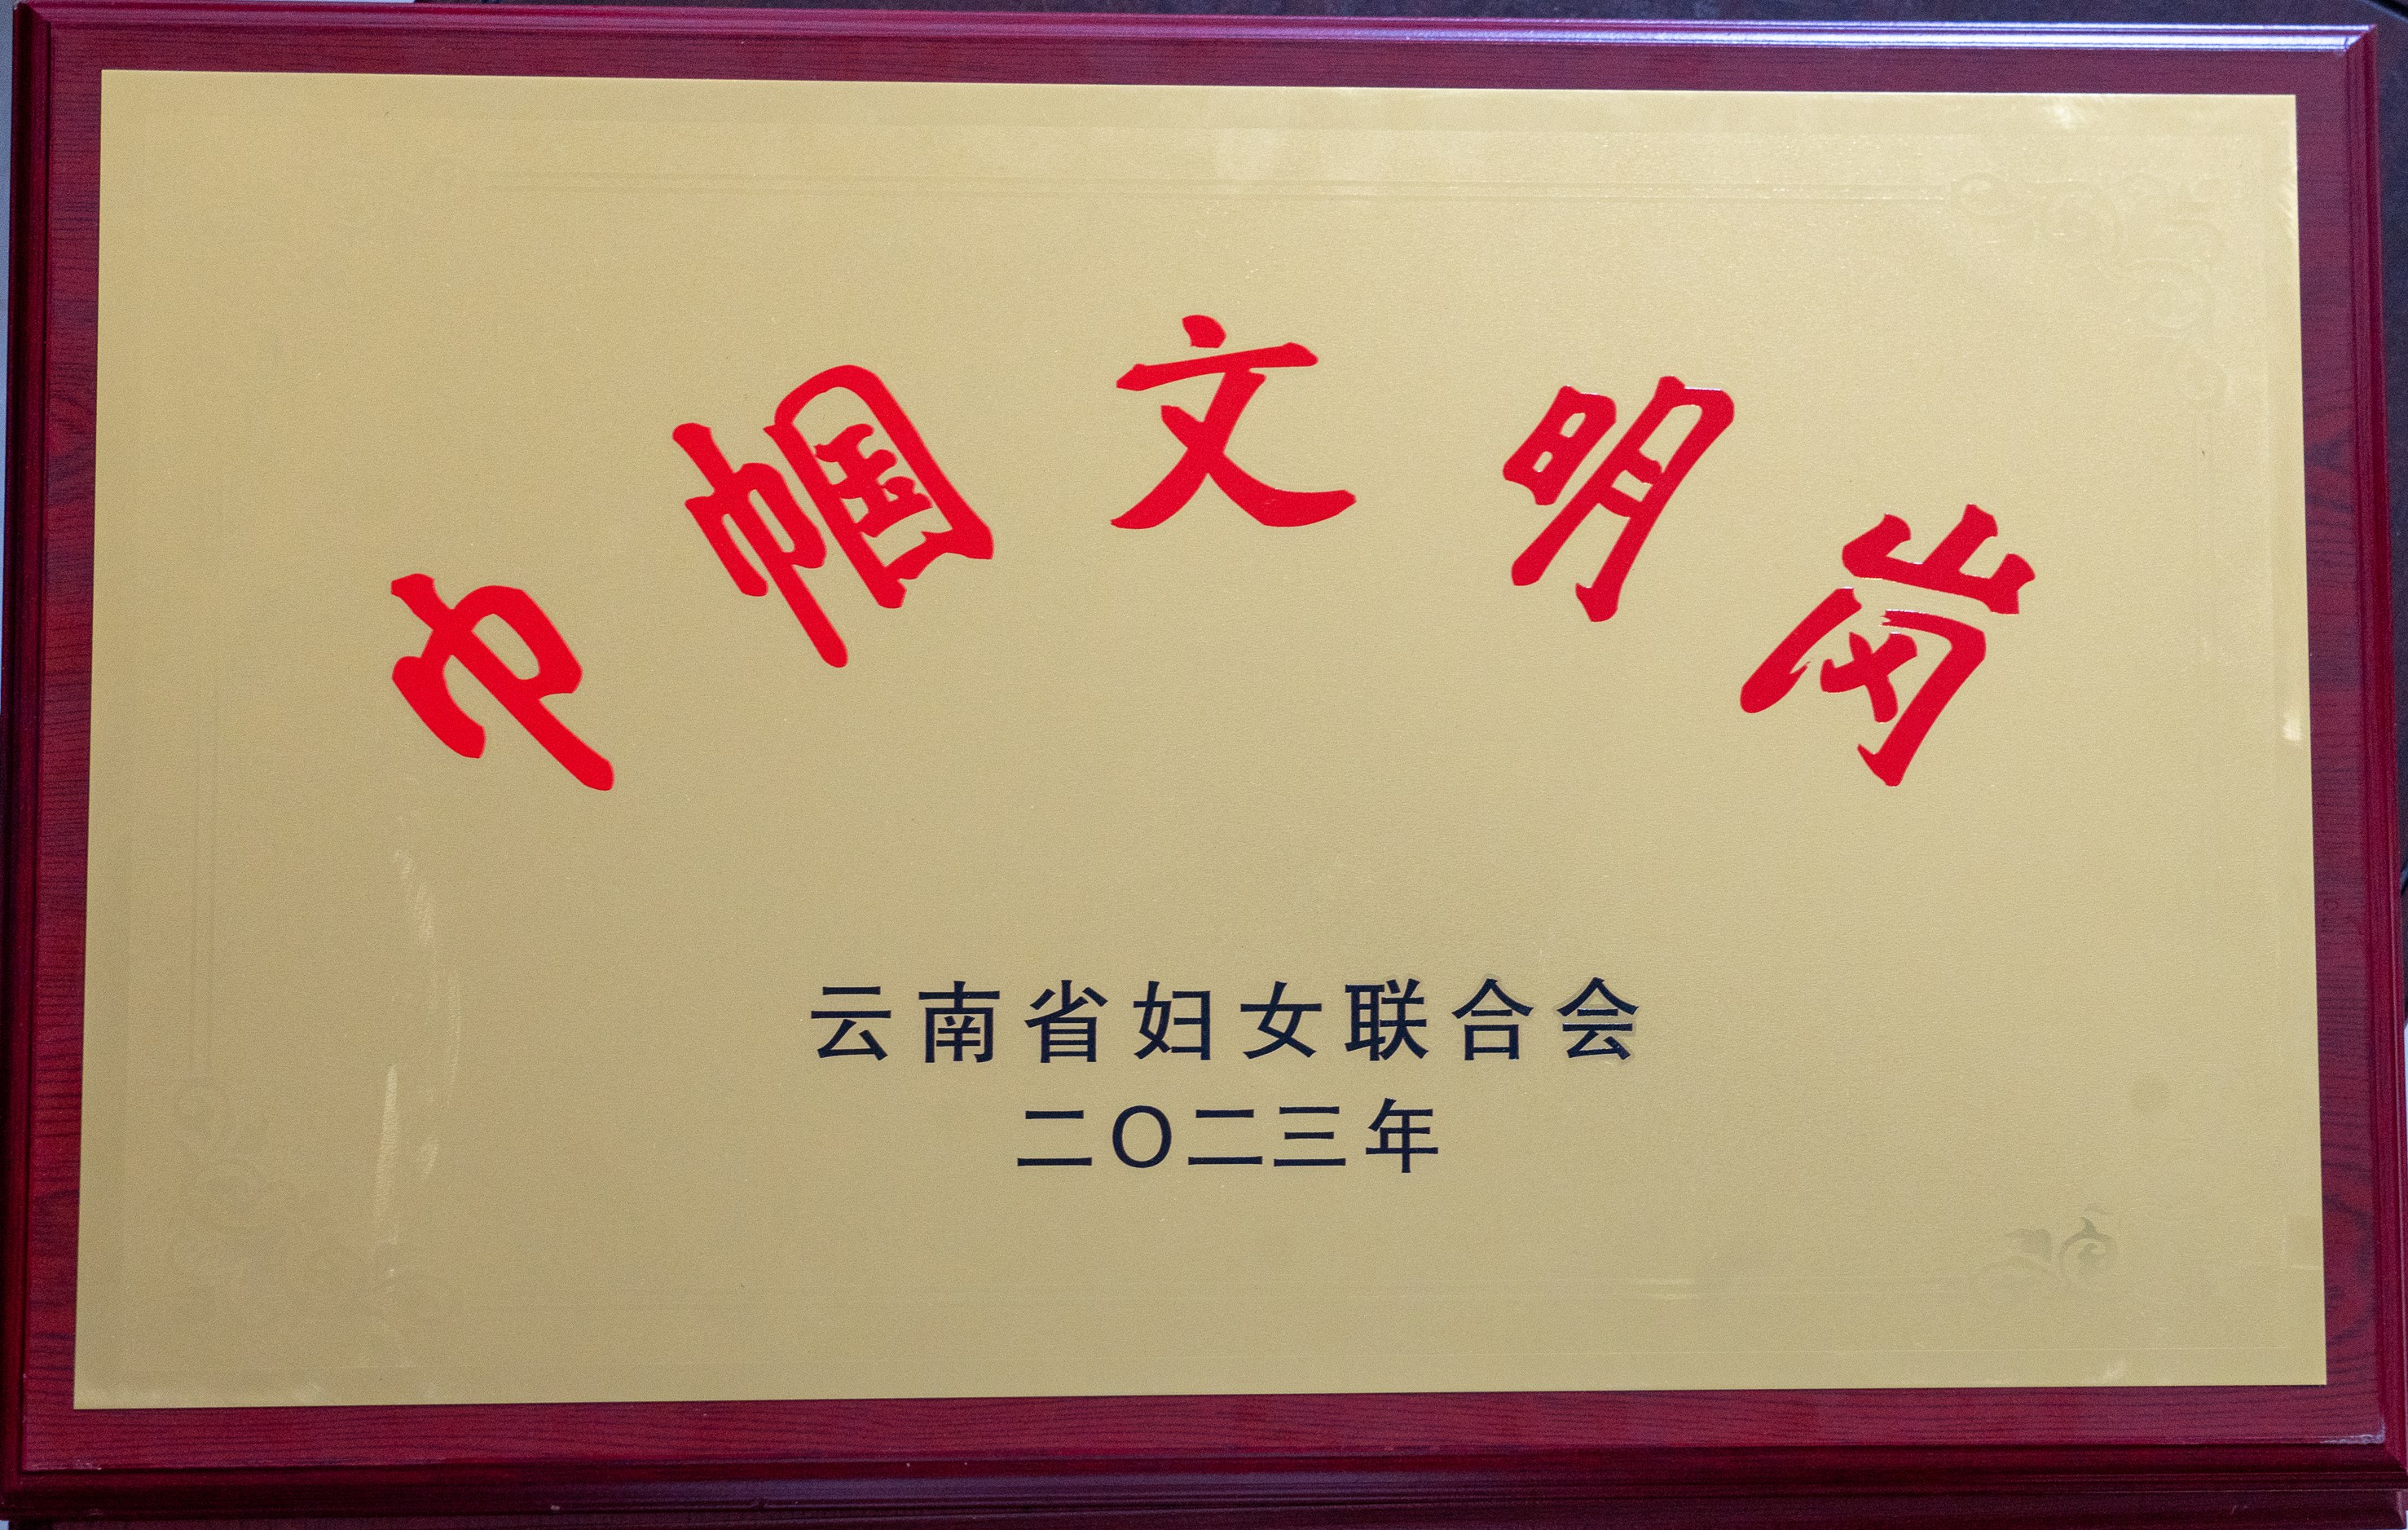 巾帼文明岗
云南省妇女联合会
二〇二三年